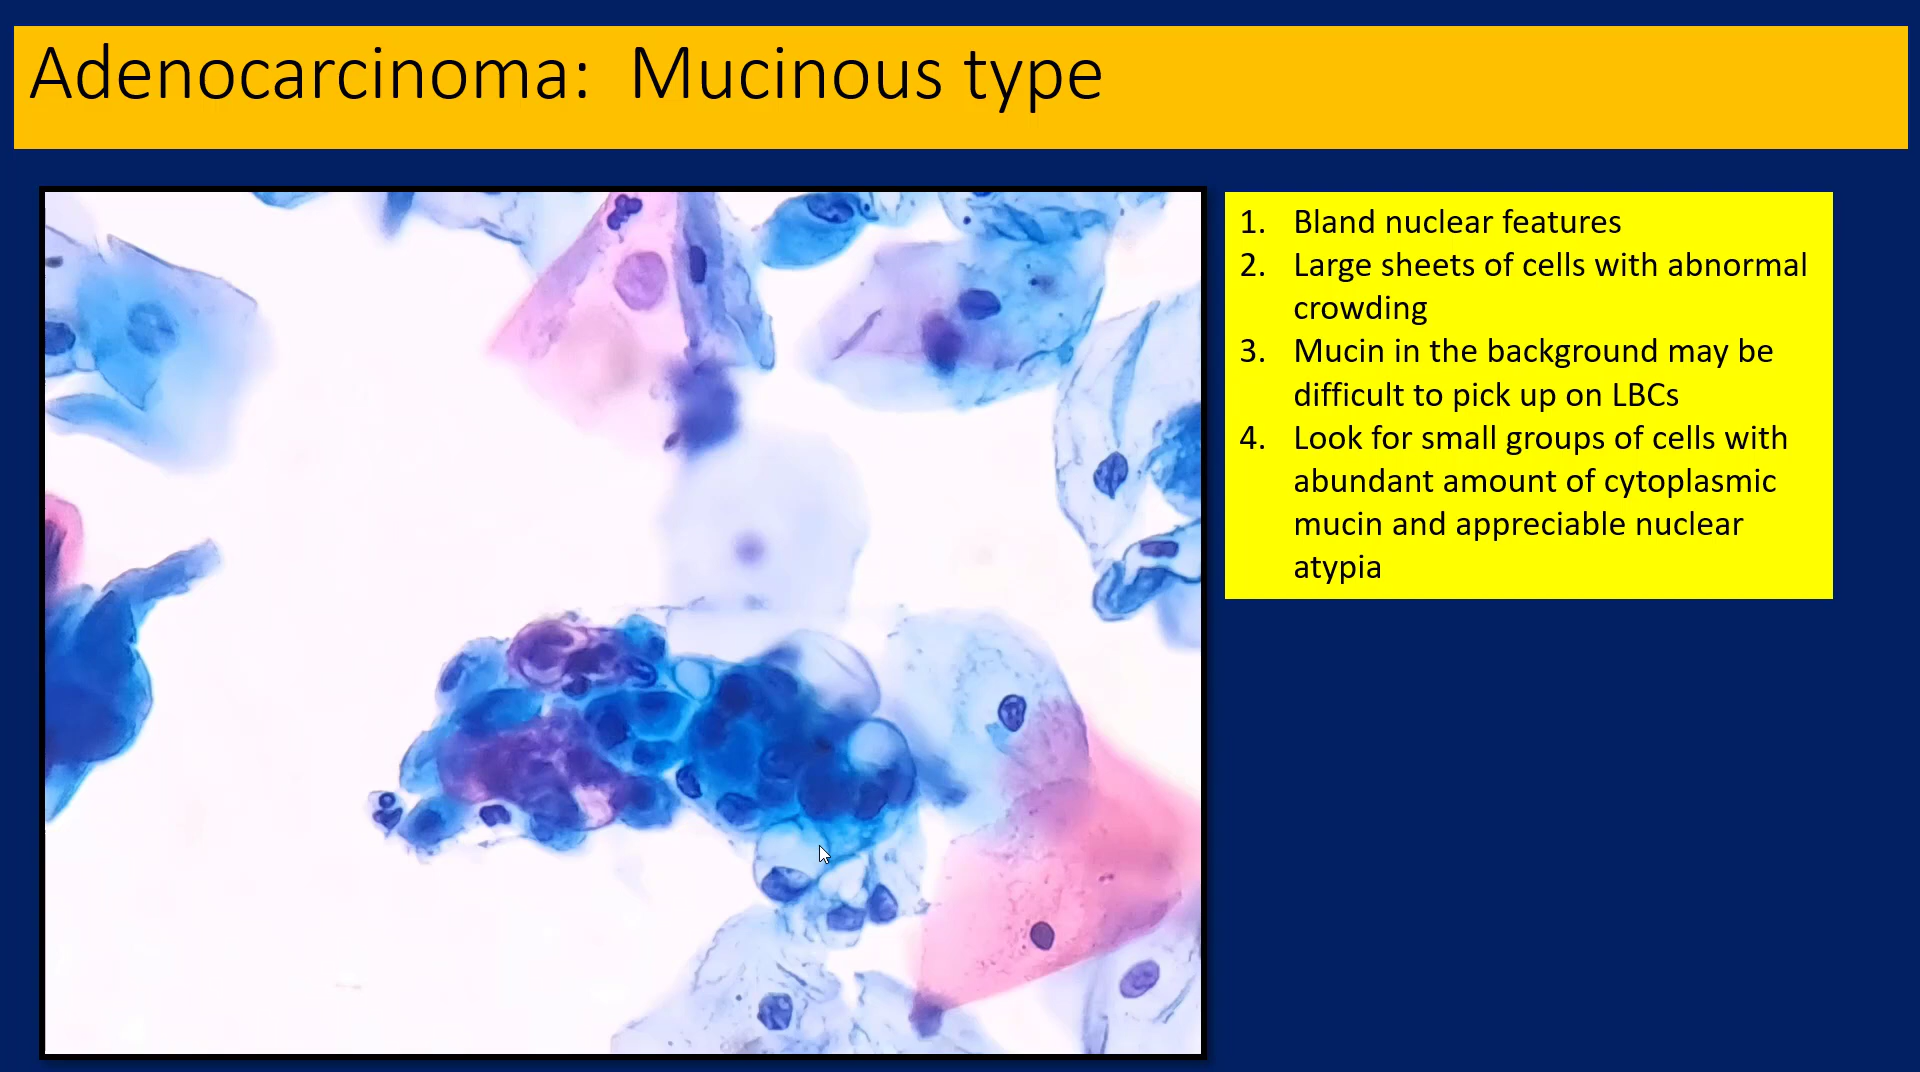 Adenocarcinoma:  Mucinous type
1. Bland nuclear features
2. Large sheets of cells with abnormal
crowding
3. Mucin in the background may be
difficult to pick up on LBCs
4. Look for small groups of cells with
abundant amount of cytoplasmic
mucin and appreciable nuclear
atypia